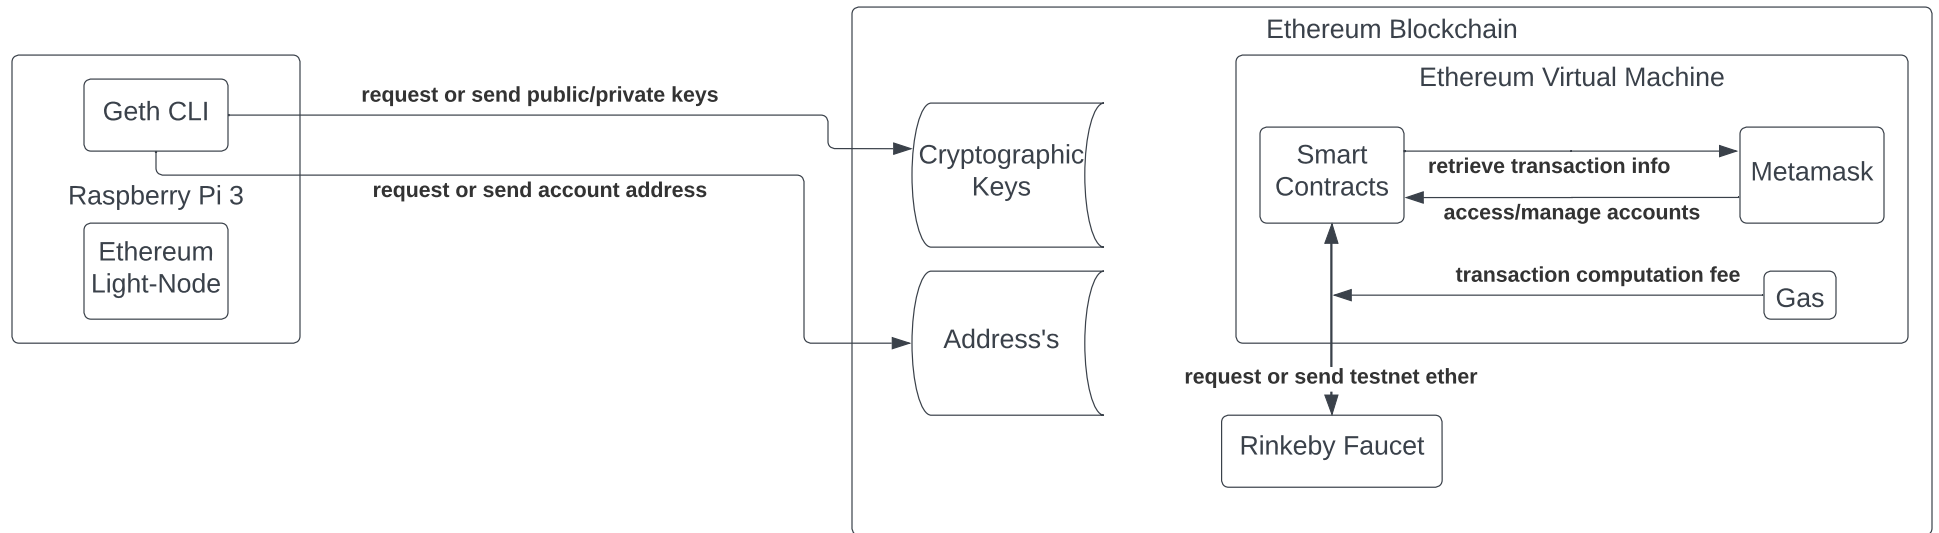 Ethereum Blockchain
Ethereum Virtual Machine
Geth CLI
request or send public/private keys
Raspberry Pi 3
request or send account address
Ethereum
Light-Node
Cryptographic
Keys
Address's
Smart
Contracts
retrieve transaction info
access/manage accounts
Metamask
transaction computation fee
Gas
request or send testnet ether
Rinkeby Faucet